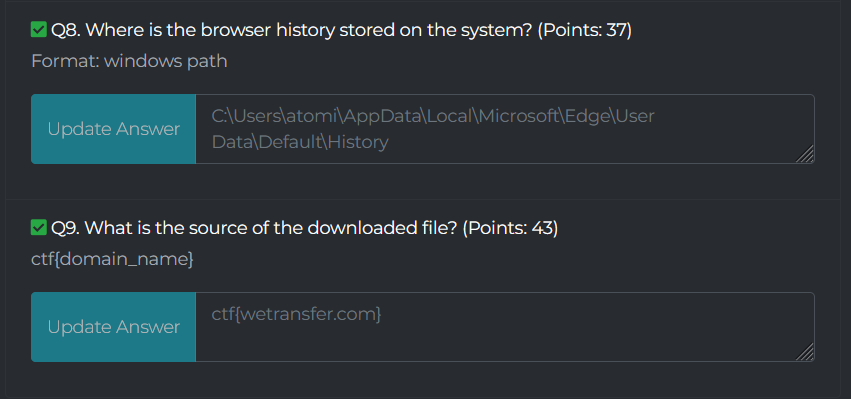 Q8. Where is the browser history stored on the system? (Points: 37)
Format: windows path
Update Answer
C:\Users\atomi\AppData\Local\Microsoft\Edge\User
Data\Default\History
Q9. What is the source of the downloaded file? (Points: 43)
ctf{domain_name}
Update Answer
ctf{wetransfer.com}